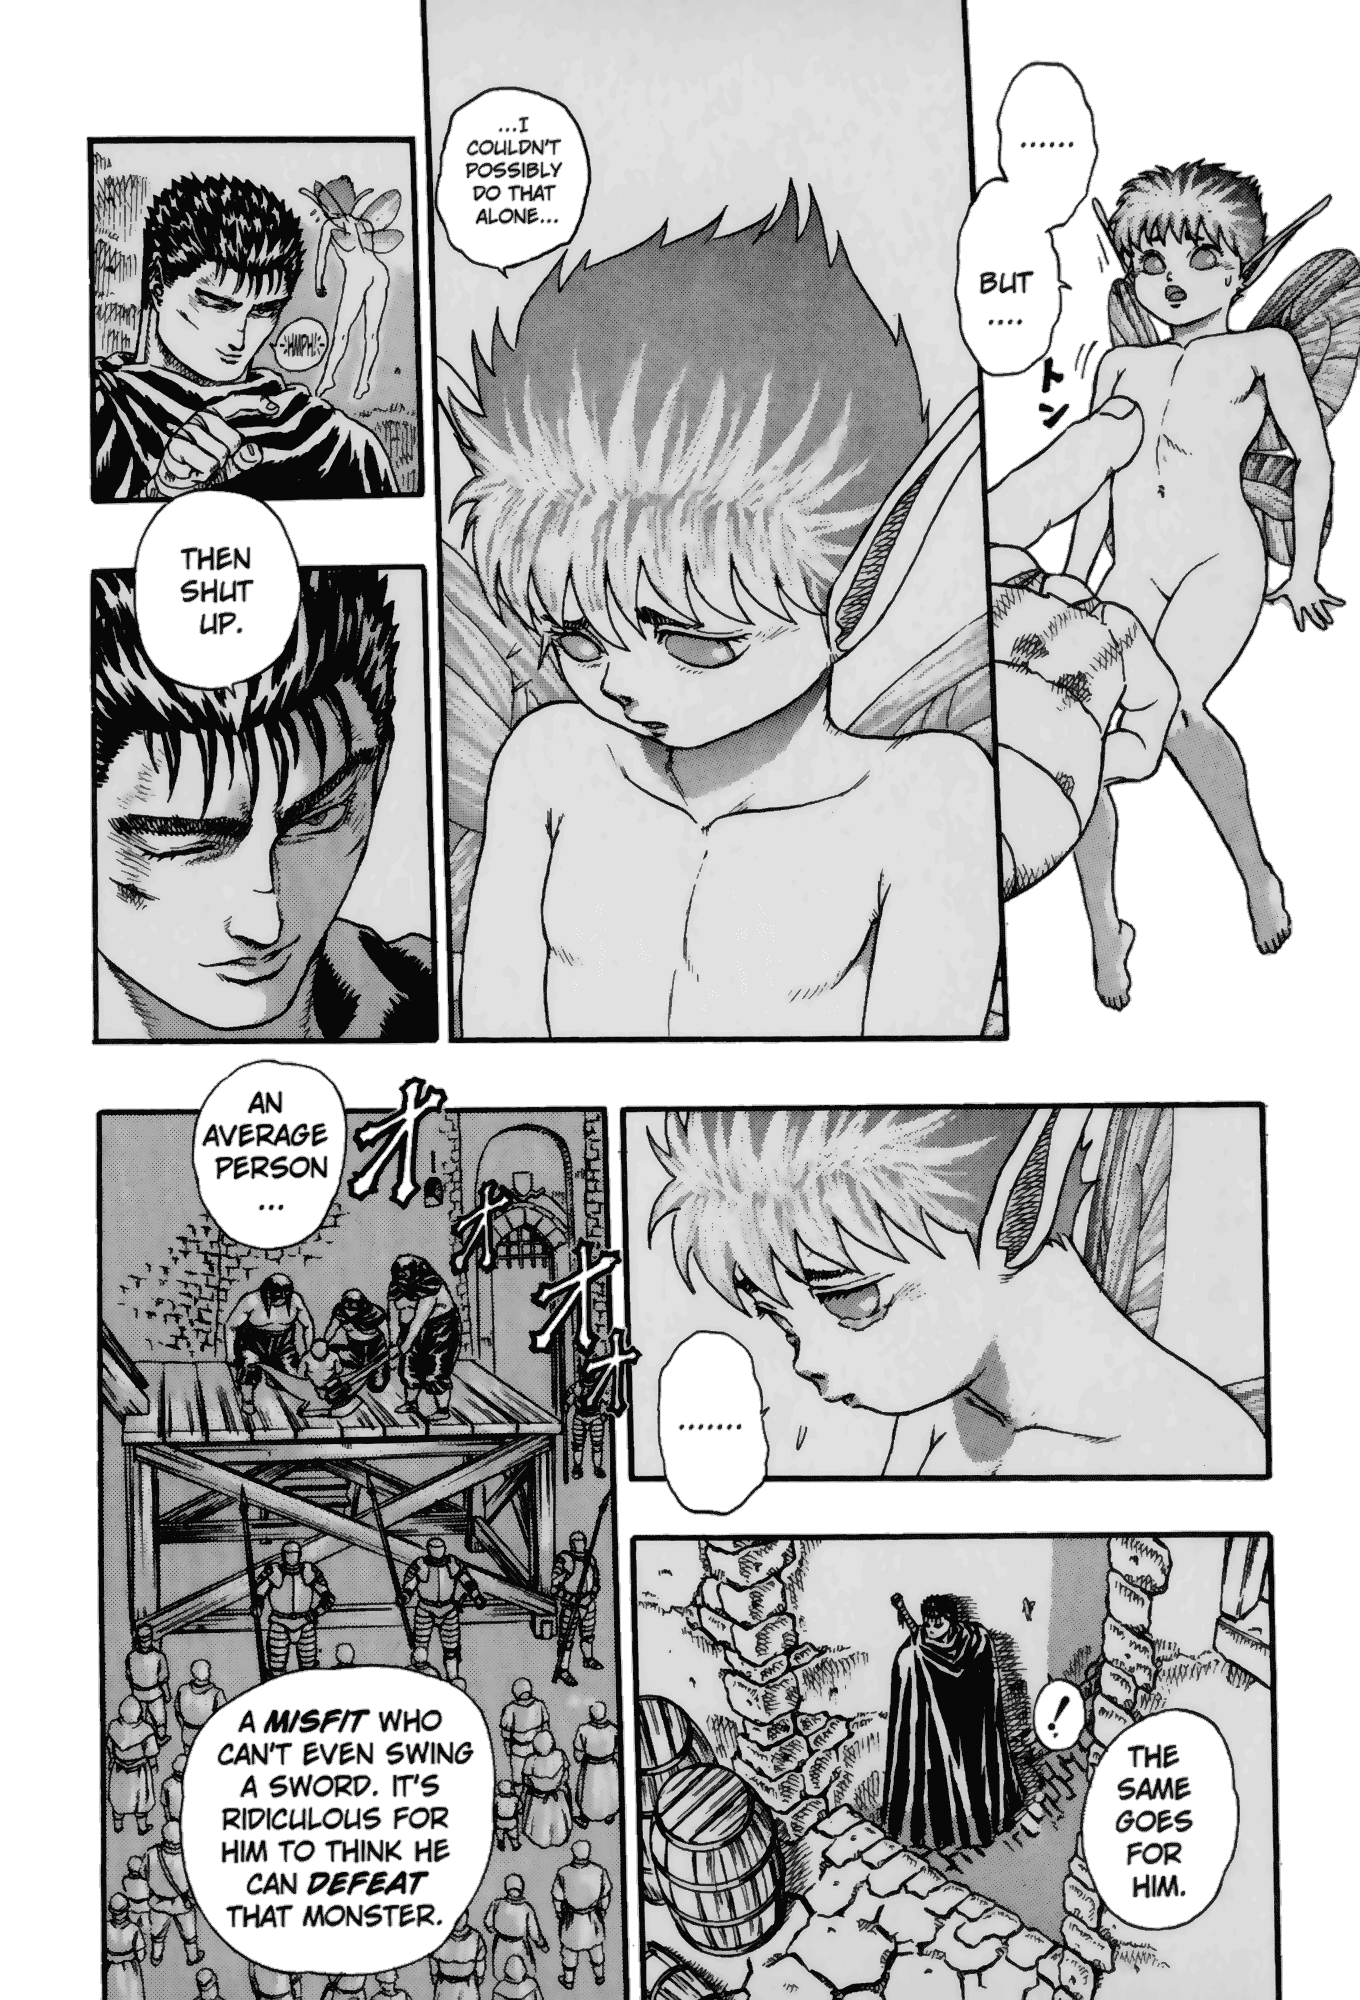 ......
BUT
....
トン
...I
COULDN'T
POSSIBLY
DO THAT
ALONE...
HMPH!
THEN
SHUT
UP.
.......
THE
SAME
GOES
FOR
HIM.
!
AN
AVERAGE
PERSON
...
オ
オ
オ
オ
A MISFIT WHO
CAN'T EVEN SWING
A SWORD. IT'S
RIDICULOUS FOR
HIM TO THINK HE
CAN DEFEAT
THAT MONSTER.